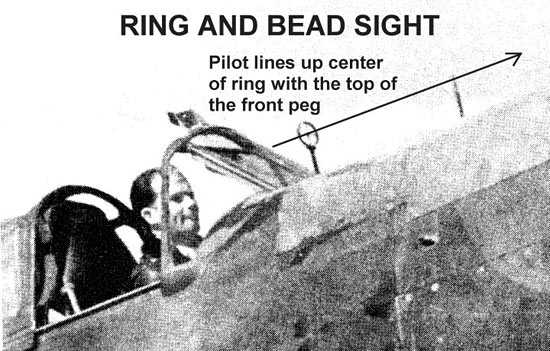 RING AND BEAD SIGHT
Pilot lines up center
of ring with the top of
the front peg